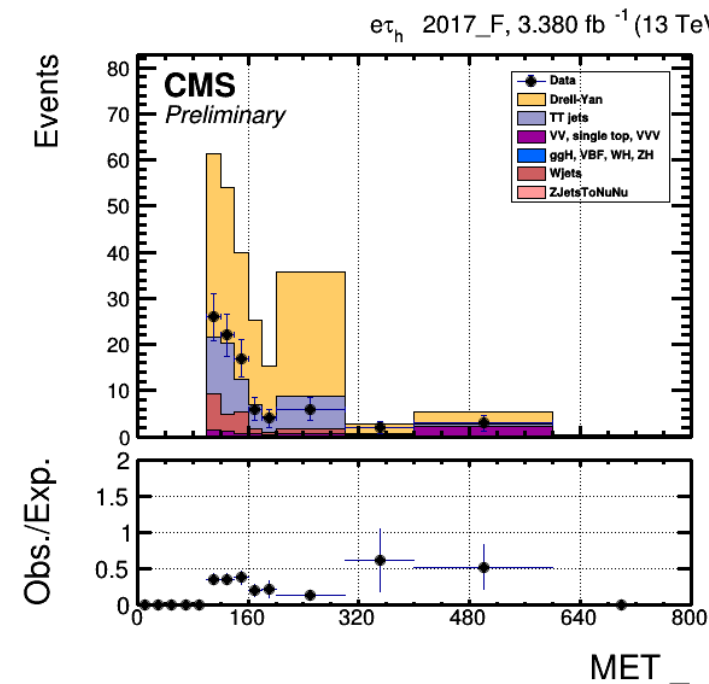 eτh 2017_F, 3.380 fb -1 (13 TeV
Events
80
70
60
50
40
30
20
10
0
CMS
Preliminary
Data
Drell-Yan
TT jets
VV, single top, VVV
ggH, VBF, WH, ZH
Wjets
ZJetsToNuNu
Obs./Exp.
2
1.5
1
0.5
0
0 160 320 480 640 800
MET _